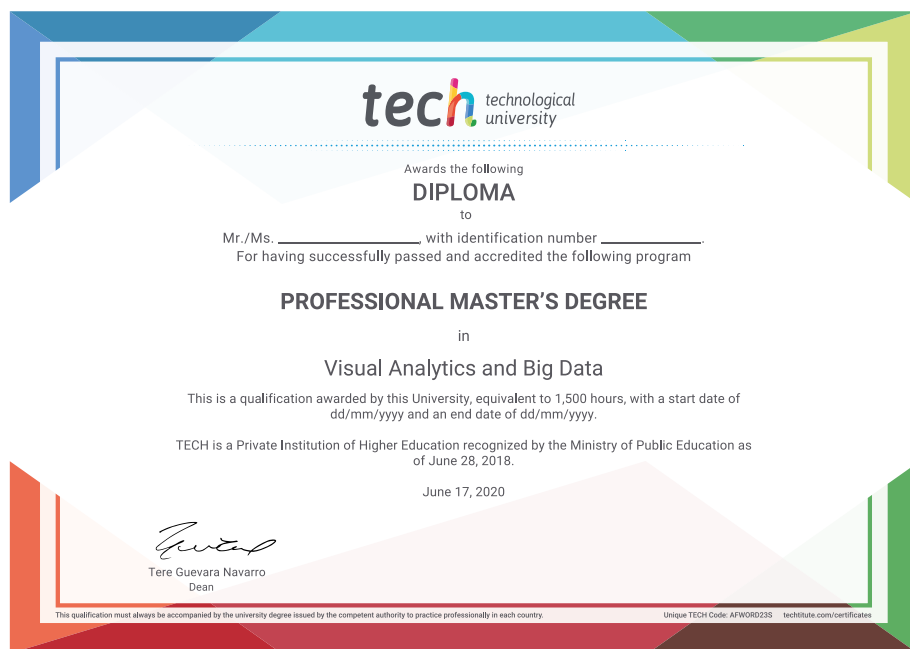 tech technological
university
Awards the following
DIPLOMA
to
Mr./Ms. ________________, with identification number ____________.
For having successfully passed and accredited the following program
PROFESSIONAL MASTER'S DEGREE
in
Visual Analytics and Big Data
This is a qualification awarded by this University, equivalent to 1,500 hours, with a start date of
dd/mm/yyyy and an end date of dd/mm/yyyy.
TECH is a Private Institution of Higher Education recognized by the Ministry of Public Education as
of June 28, 2018.
June 17, 2020
Tere Guevara Navarro
Dean
This qualification must always be accompanied by the university degree issued by the competent authority to practice professionally in each country. Unique TECH Code: AFWORD23S techtitute.com/certificates